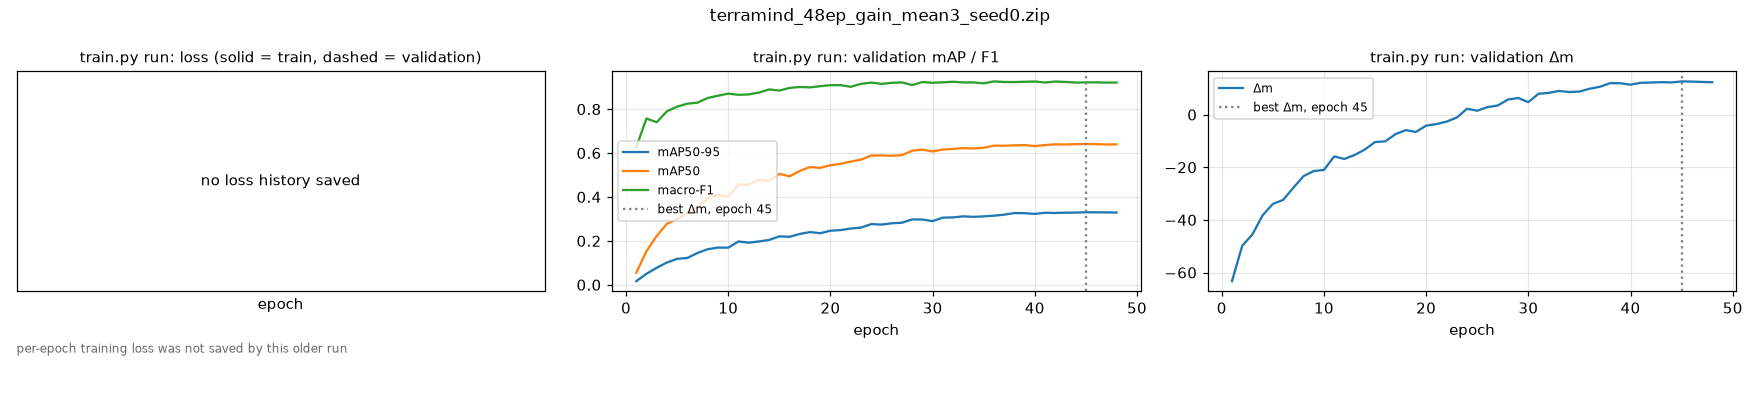 terramind_48ep_gain_mean3_seed0.zip
train.py run: loss (solid = train, dashed = validation)
no loss history saved
epoch
per-epoch training loss was not saved by this older run
train.py run: validation mAP / F1
0.8
0.6
0.4
0.2
0.0
mAP50-95
mAP50
macro-F1
best Δm, epoch 45
0 10 20 30 40 50
epoch
train.py run: validation Δm
0
−20
−40
−60
Δm
best Δm, epoch 45
0 10 20 30 40 50
epoch